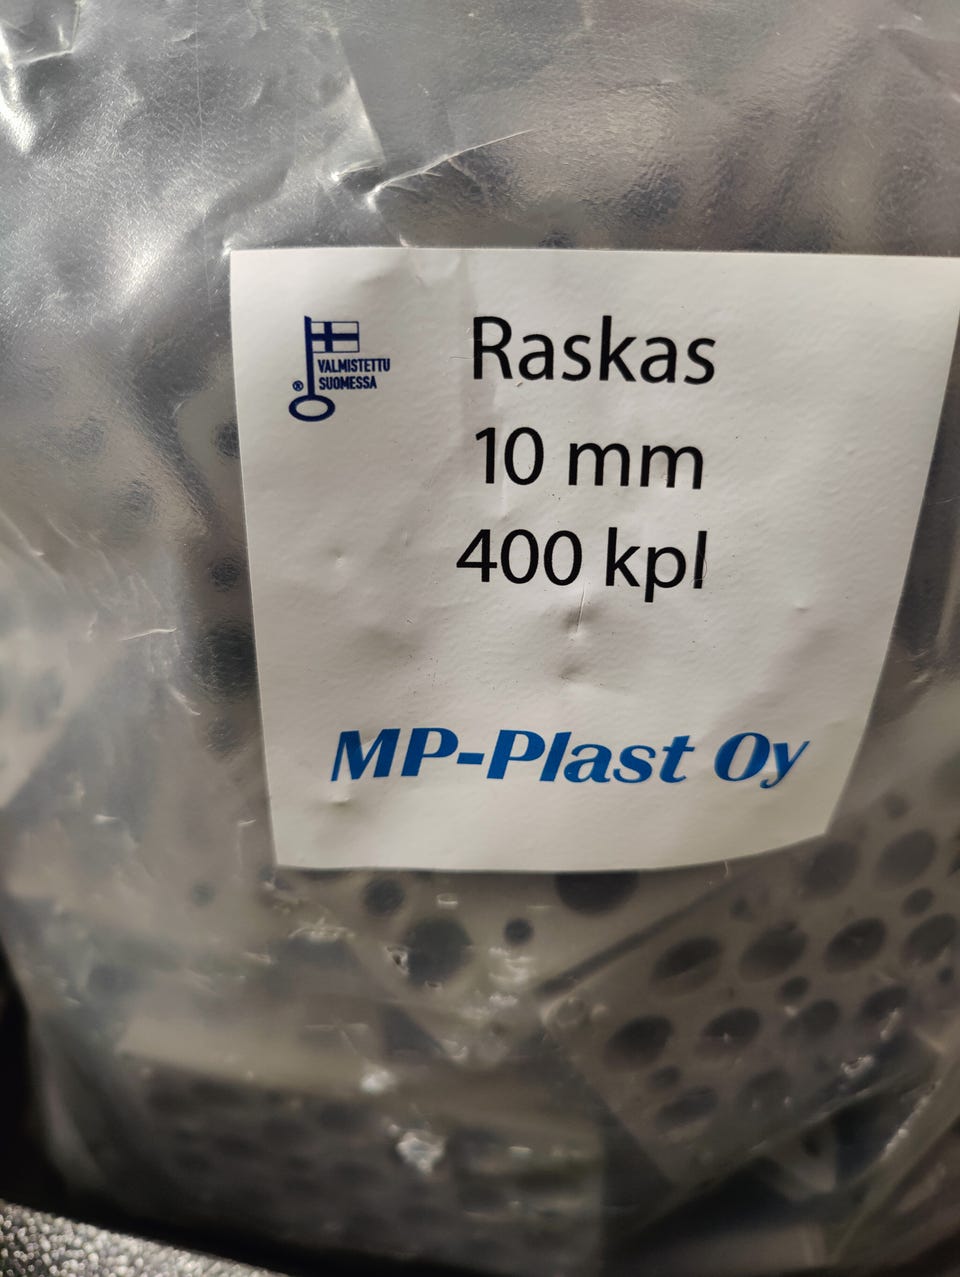 VALMISTETTU
® SUOMESSA
Raskas
10 mm
400 kpl
MP-Plast Oy